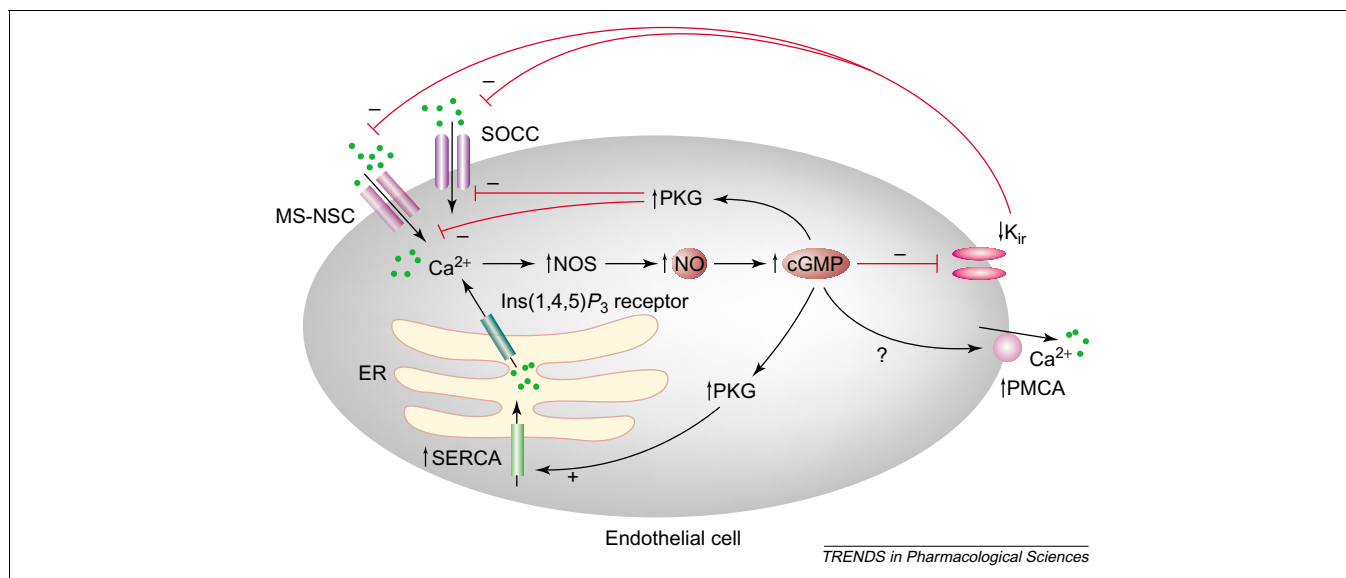 –
–
SOCC
–
↑PKG
MS-NSC
–
↓Kir
Ca2+
↑NOS
↑NO
↑cGMP
–
Ins(1,4,5)P3 receptor
?
Ca2+
ER
↑PMCA
↑PKG
↑SERCA
+
Endothelial cell
TRENDS in Pharmacological Sciences